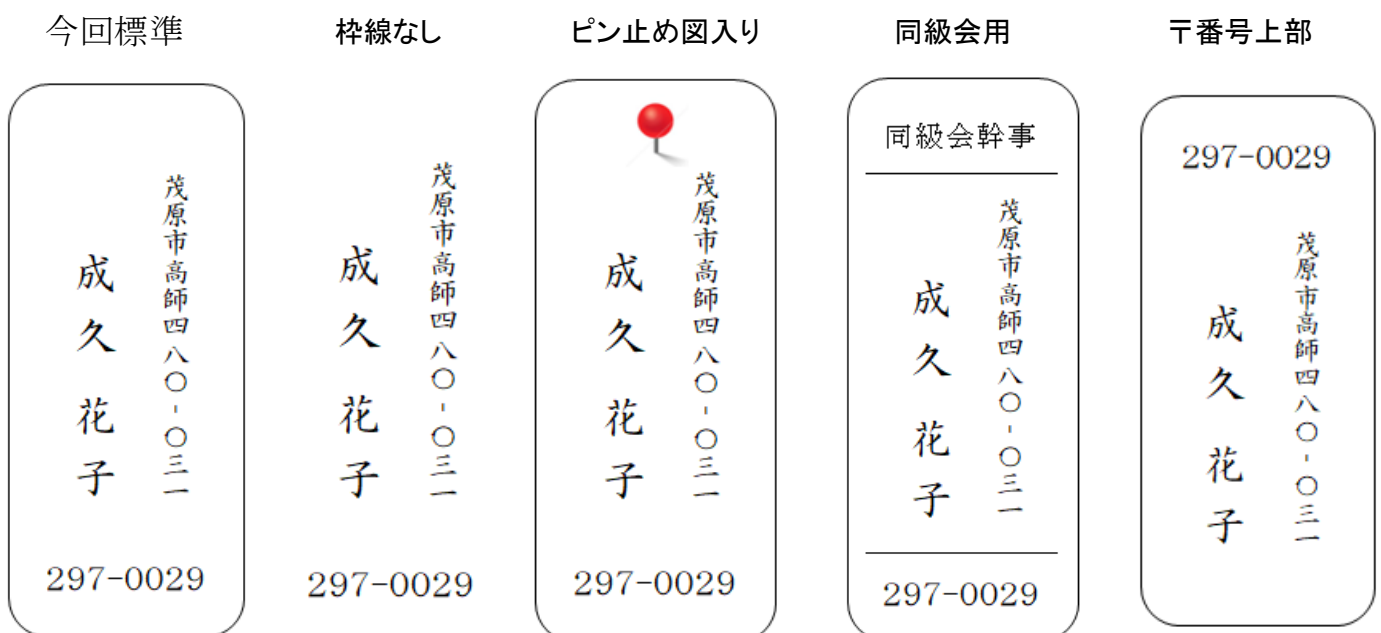 今回標準
枠線なし
ピン止め図入り
同級会用
〒番号上部
茂原市高師四八〇-〇三一
成久花子
297-0029
茂原市高師四八〇-〇三一
成久花子
297-0029
茂原市高師四八〇-〇三一
成久花子
297-0029
同級会幹事
茂原市高師四八〇-〇三一
成久花子
297-0029
297-0029
茂原市高師四八〇-〇三一
成久花子